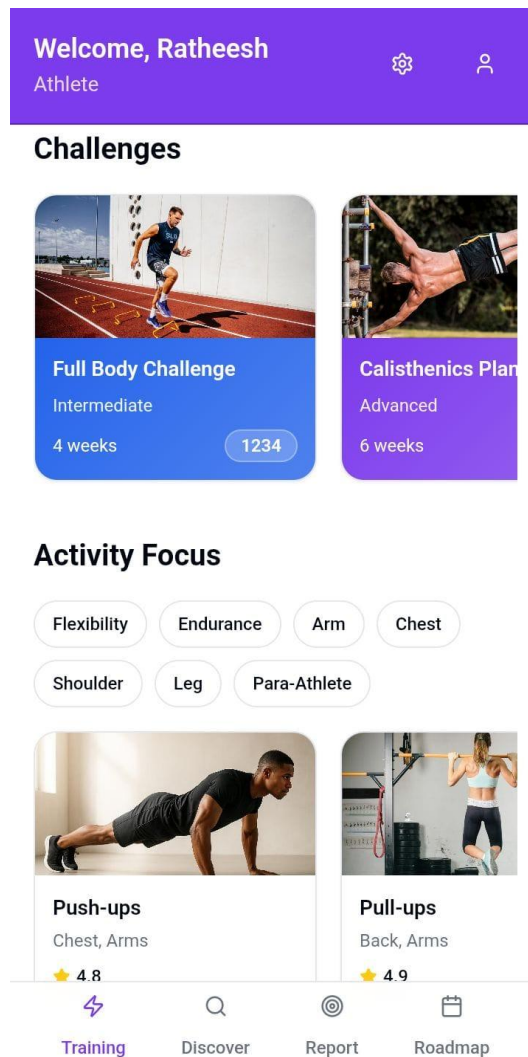 Welcome, Ratheesh
Athlete
Challenges
Full Body Challenge
Intermediate
4 weeks
1234
Calisthenics Plan
Advanced
6 weeks
Activity Focus
Flexibility
Endurance
Arm
Chest
Shoulder
Leg
Para-Athlete
Push-ups
Chest, Arms
4.8
Pull-ups
Back, Arms
4.9
Training
Discover
Report
Roadmap